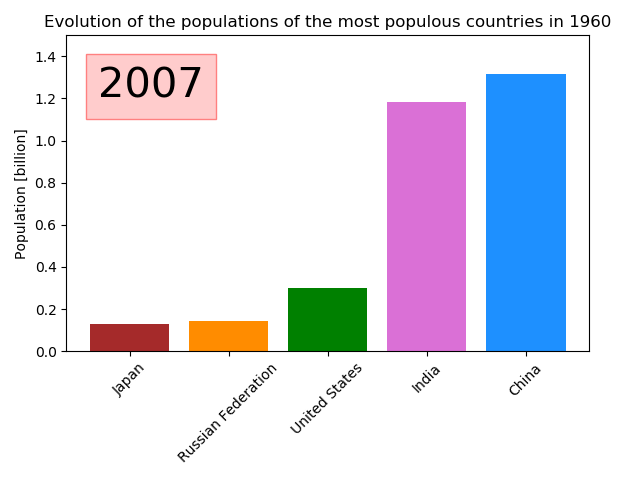 Evolution of the populations of the most populous countries in 1960
2007
Population [billion]
1.4
1.2
1.0
0.8
0.6
0.4
0.2
0.0
Japan
Russian Federation
United States
India
China